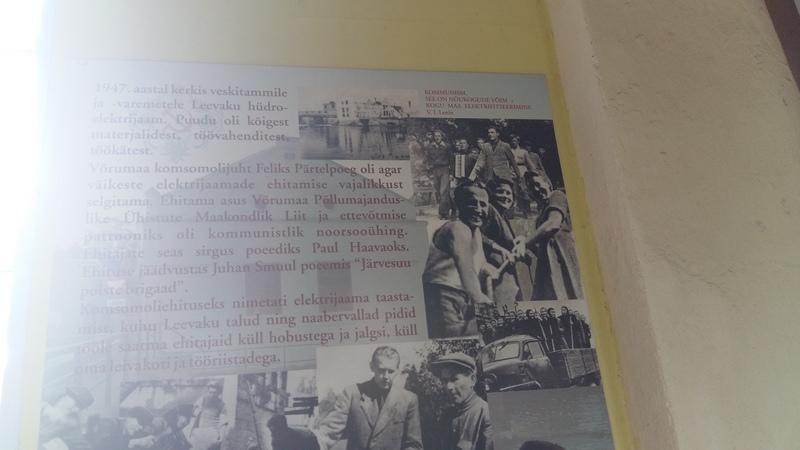 1947. aastal kerkis veskitammile
ja -varemetele Leevaku hüdro-
elektrijaam. Puudu oli kõigest
materjalidest, töövahenditest,
töökätest.
Võrumaa komsomolijuht Feliks Pärtelpoeg oli agar
väikeste elektrijaamade ehitamise vajalikkust
selgitama. Ehitama asus Võrumaa Põllumajandus-
like Ühistute Maakondlik Liit ja ettevõtmise
patrooniks oli kommunistlik noorsooühing.
Ehitajate seas sirgus poeediks Paul Haavaoks.
Ehituse jäädvustas Juhan Smuul poeemis "Järvesuu
poiste brigaad".
Komsomoliehituseks nimetati elektrijaama taasta-
mist, kuhu Leevaku talud ning naabervallad pidid
tööle saatma ehitajaid küll hobustega ja jalgsi, küll
oma leivakoti ja tööriistadega.
KOMMUNISM,
SEE ON NÕUKOGUDE VÕIM +
KOGU MAA ELEKTRIFITSEERIMINE
V. I. Lenin